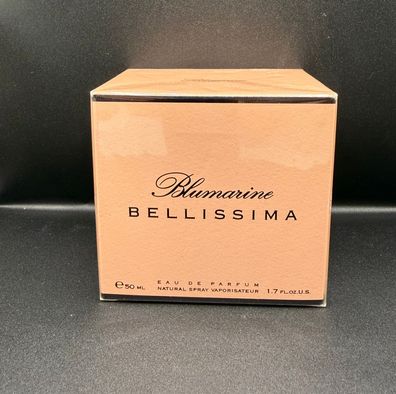 Blumarine
BELLISSIMA
EAU DE PARFUM
℮50 ML NATURAL SPRAY VAPORISATEUR 1.7 FL.OZ.U.S.